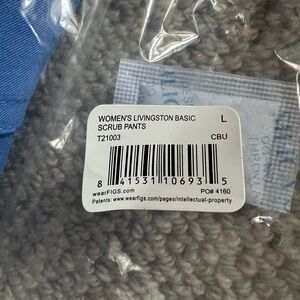 WOMEN'S LIVINGSTON BASIC L
SCRUB PANTS
T21003 CBU
8 41531 10693 5
wearFIGS.com PO# 4160
Patents: www.wearfigs.com/pages/intellectual-property